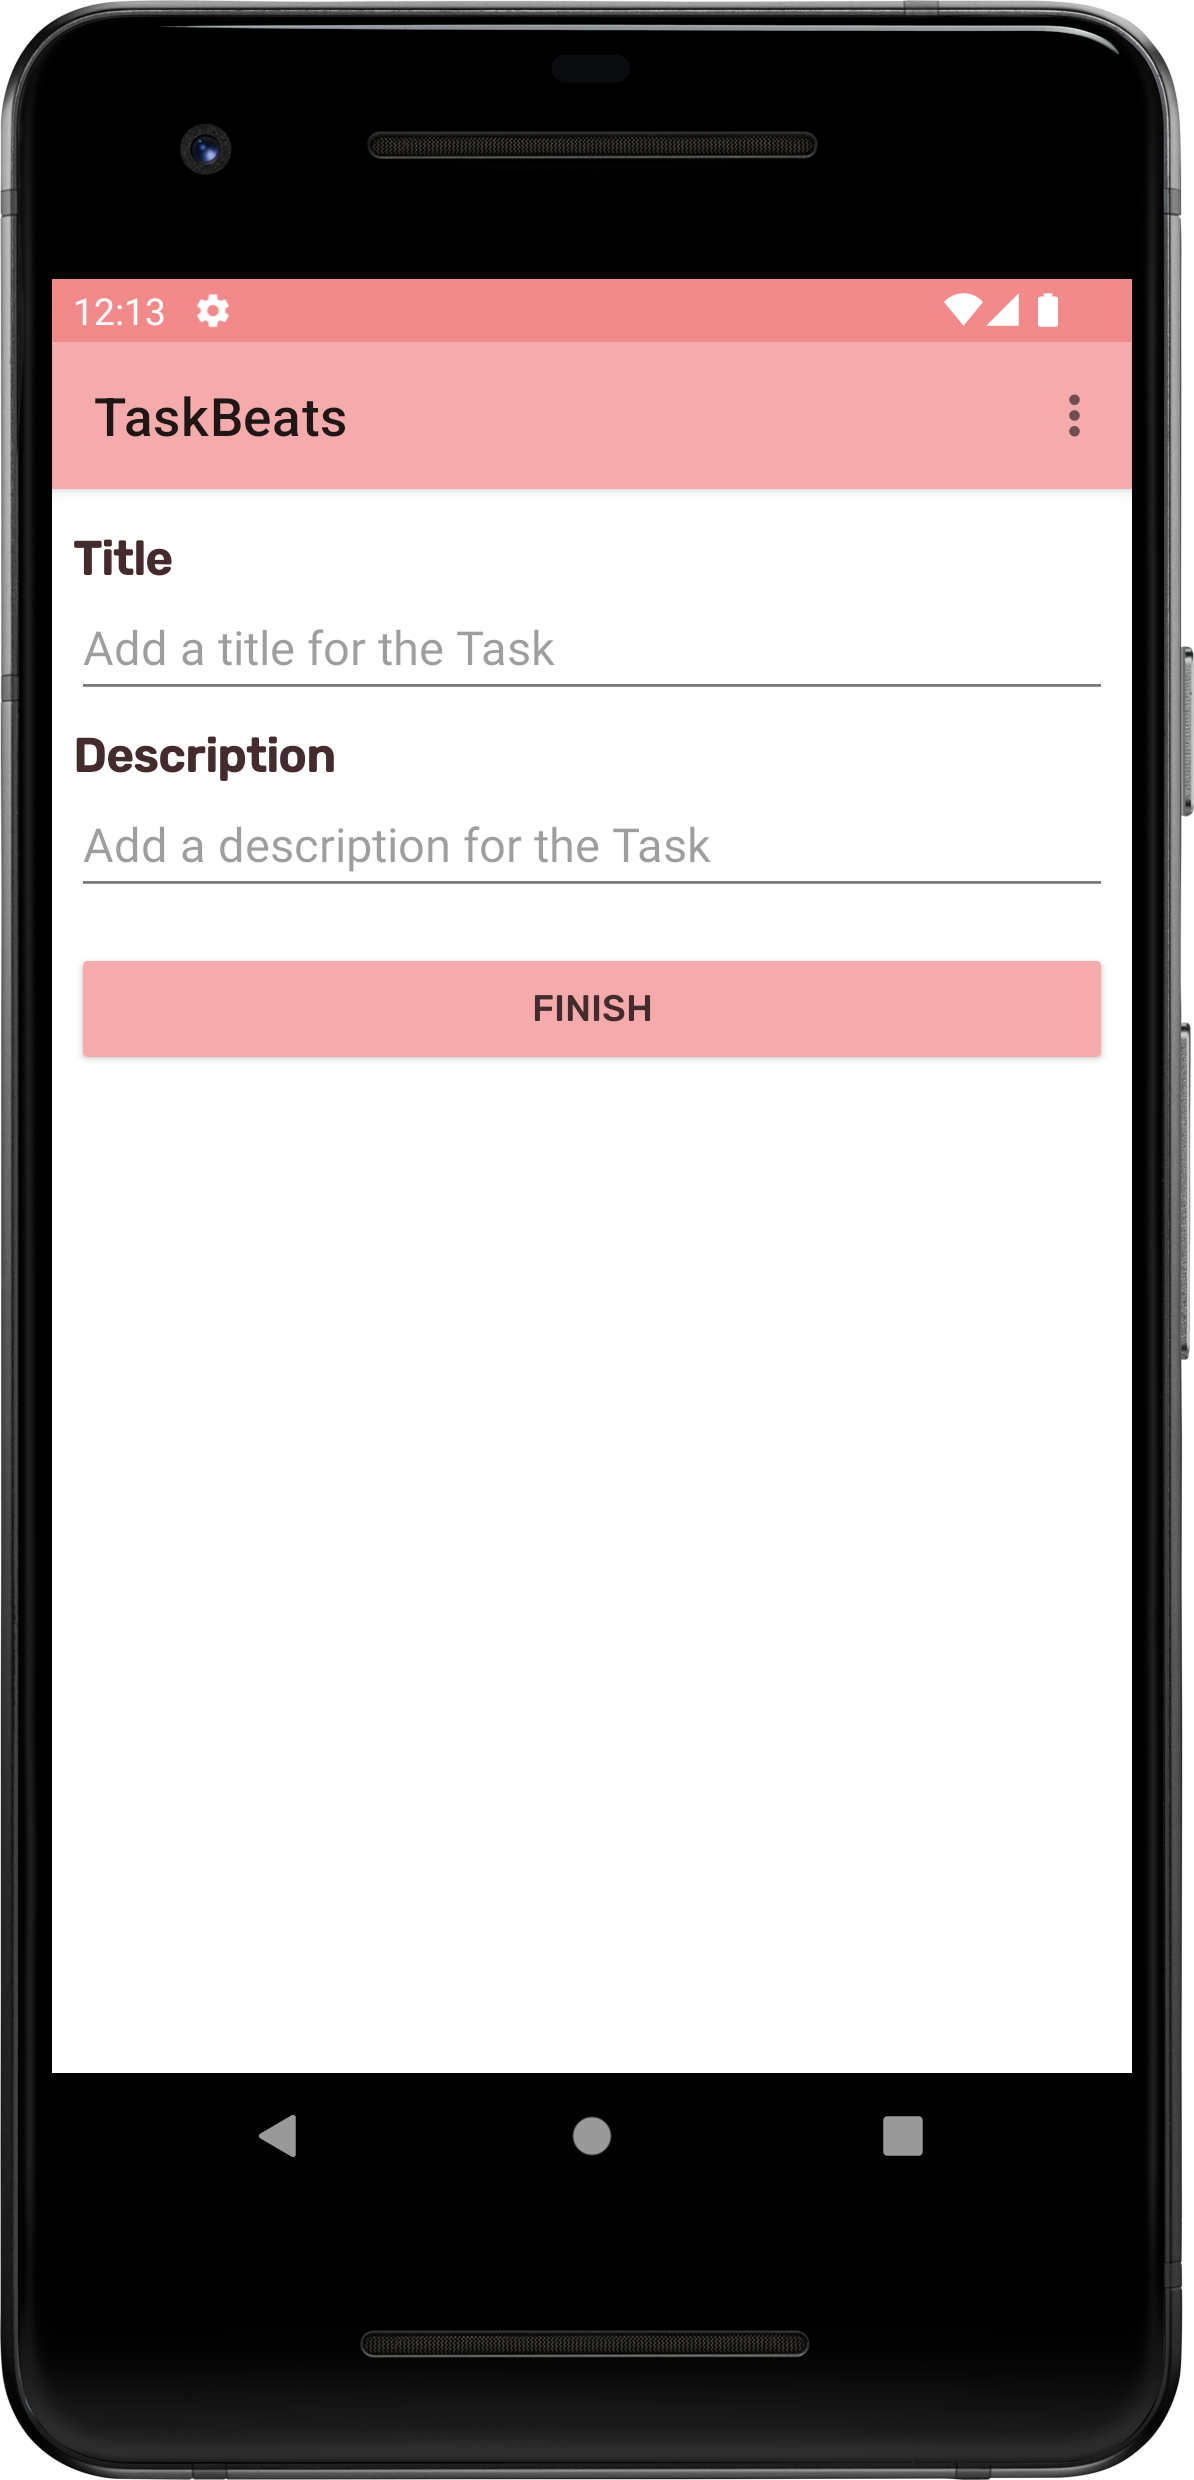 12:13
TaskBeats
Title
Add a title for the Task
Description
Add a description for the Task
FINISH